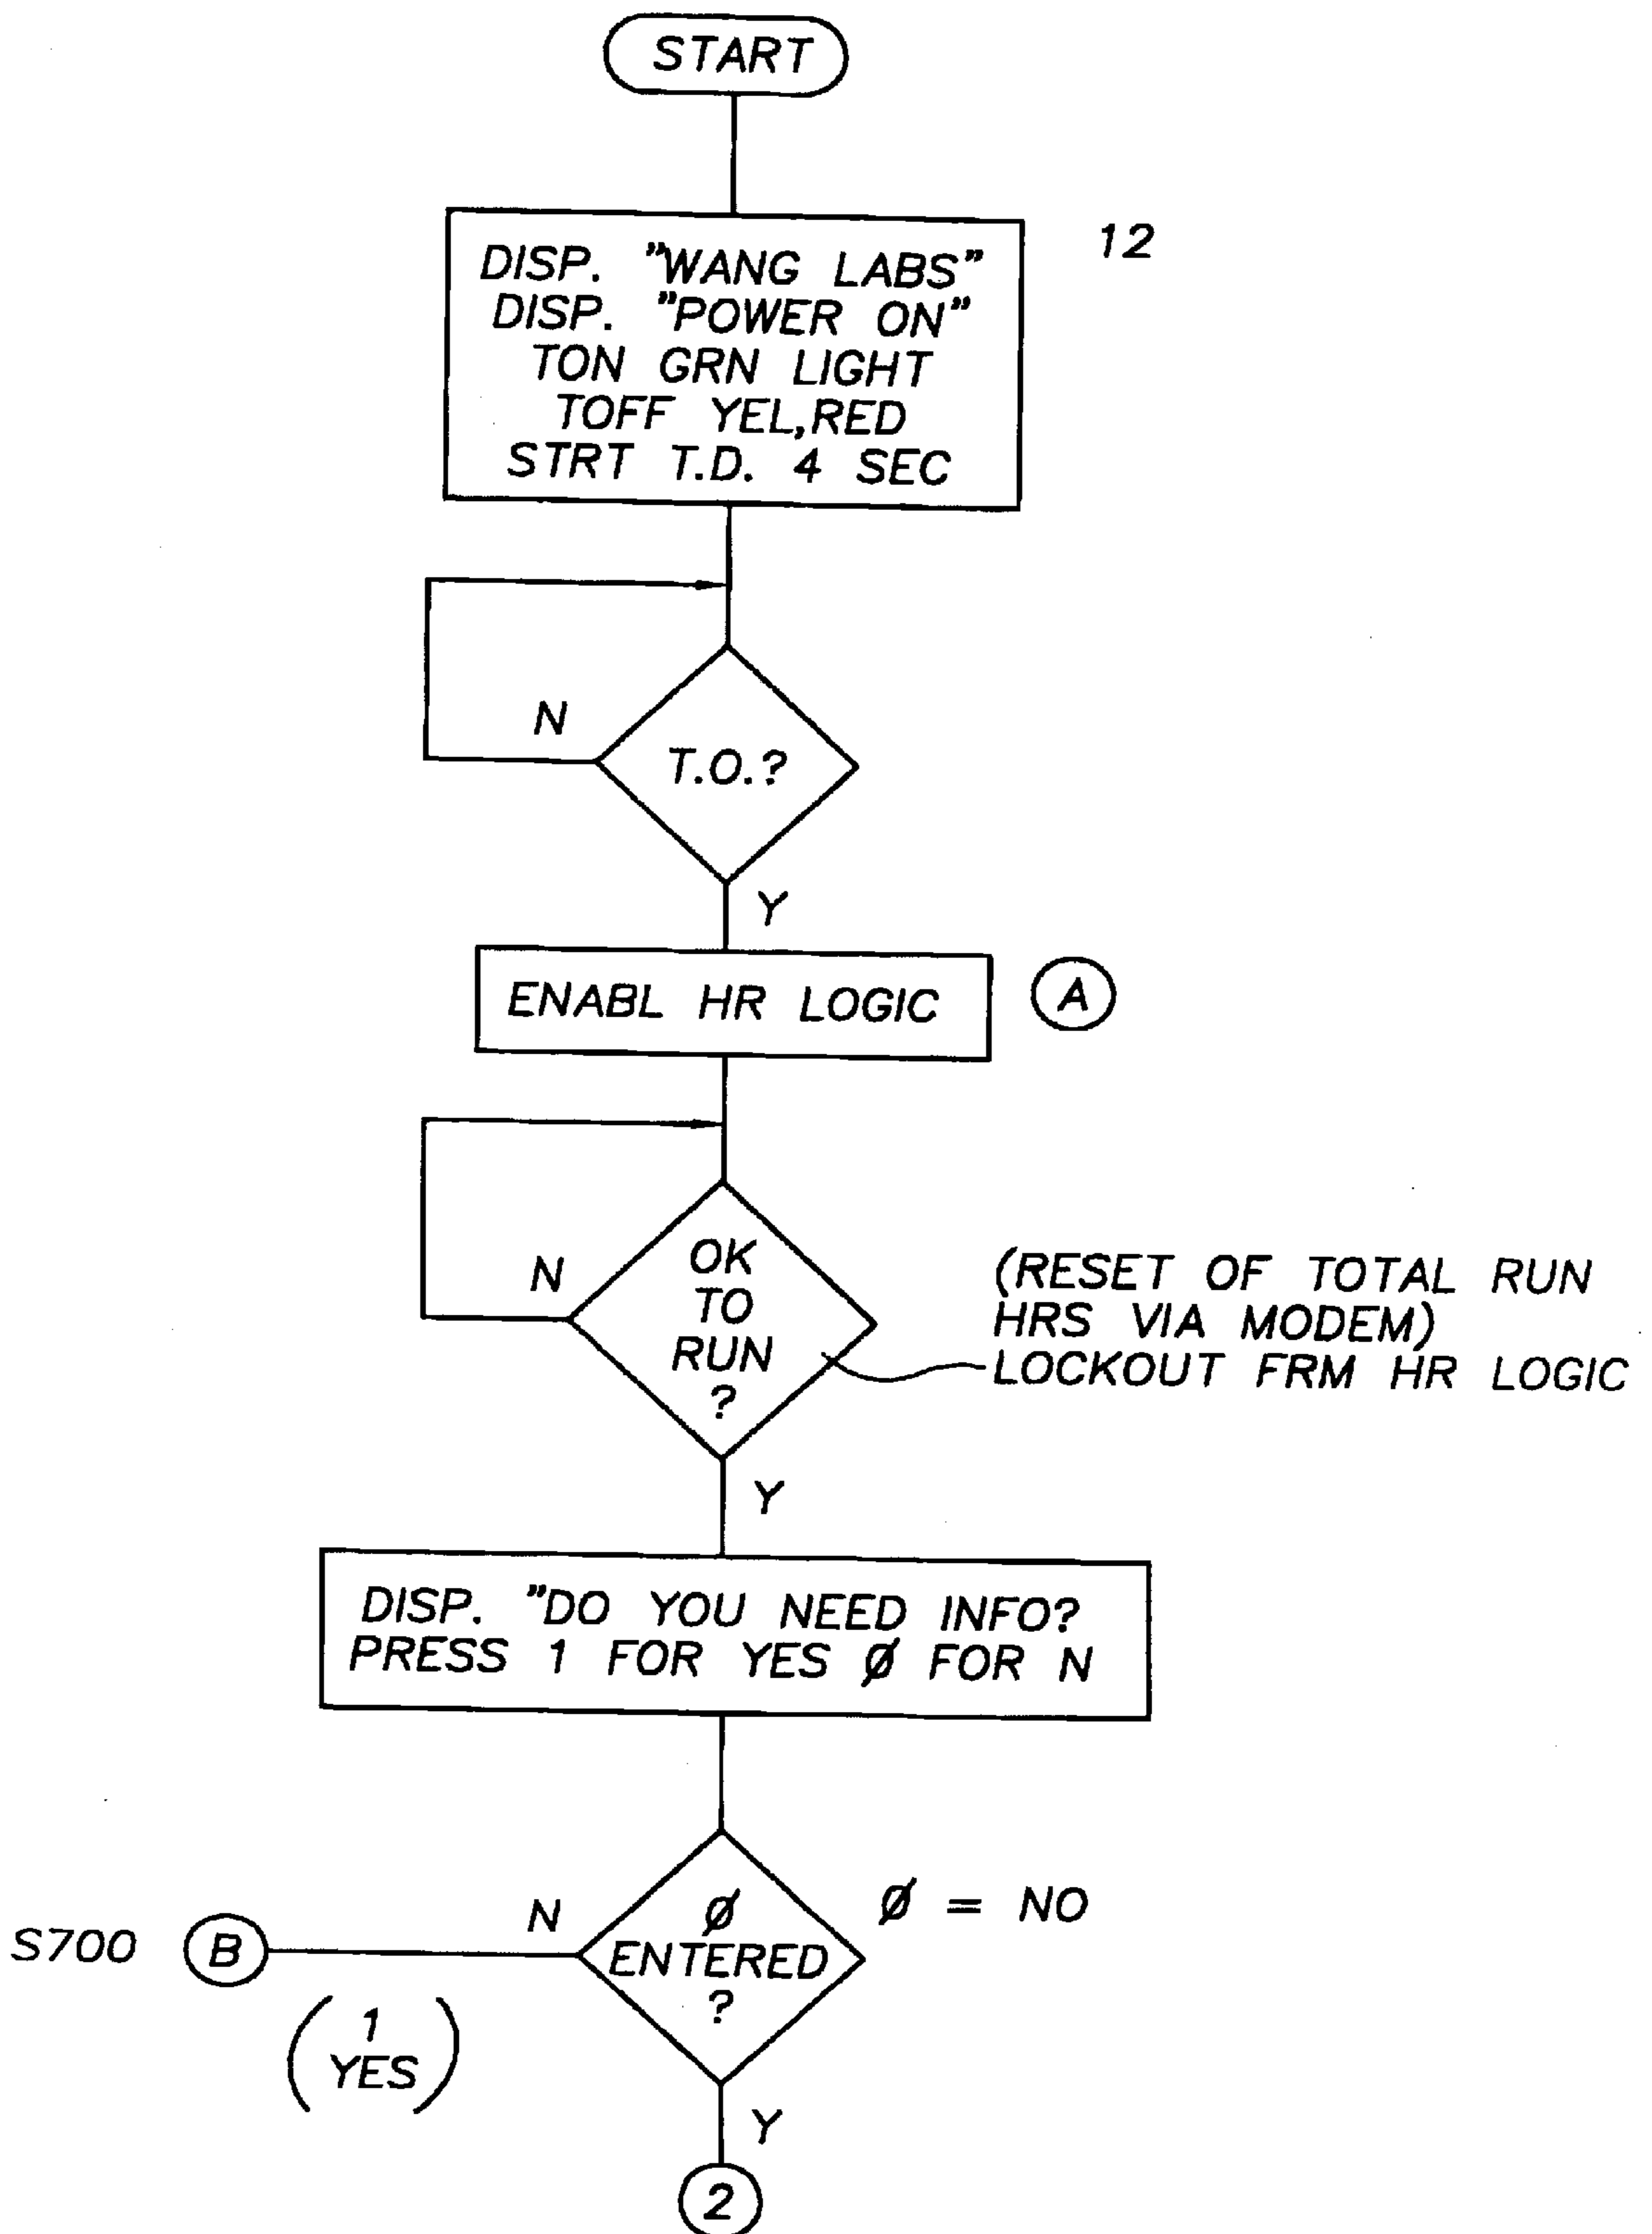 START
12
DISP. "WANG LABS"
DISP. "POWER ON"
TON GRN LIGHT
TOFF YEL,RED
STRT T.D. 4 SEC
N
T.O.?
Y
ENABL HR LOGIC
A
N
OK
TO
RUN
?
(RESET OF TOTAL RUN
HRS VIA MODEM)
LOCKOUT FRM HR LOGIC
Y
DISP. "DO YOU NEED INFO?
PRESS 1 FOR YES Ø FOR N
S700
B
N
Ø
ENTERED
?
Ø = NO
(1
YES)
Y
2